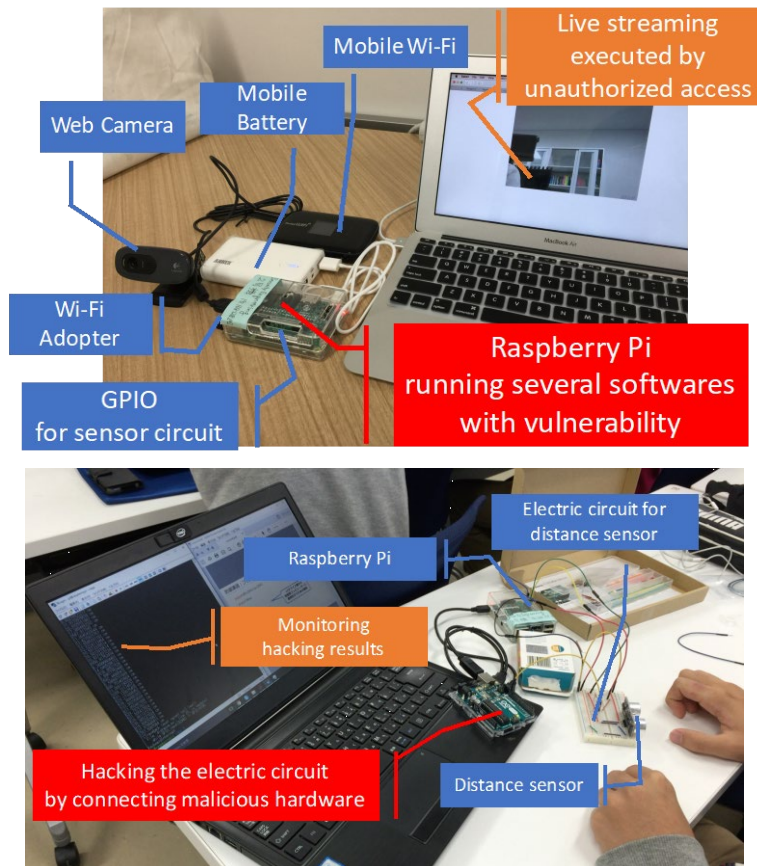 Mobile Wi-Fi
Live streaming
executed by
unauthorized access
Mobile
Battery
Web Camera
MacBook Air
Wi-Fi
Adopter
GPIO
for sensor circuit
Raspberry Pi
running several softwares
with vulnerability
Electric circuit for
distance sensor
Raspberry Pi
Monitoring
hacking results
Hacking the electric circuit
by connecting malicious hardware
Distance sensor